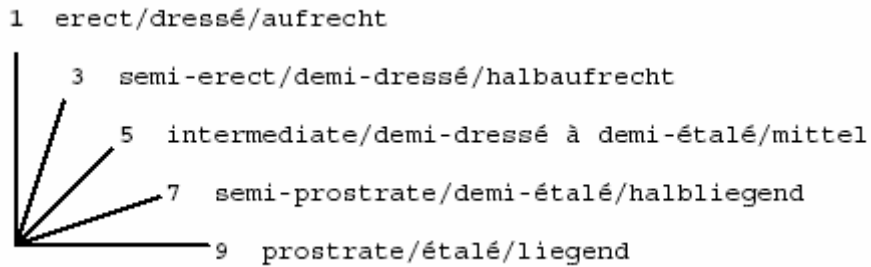 1 erect/dressé/aufrecht
3 semi-erect/demi-dressé/halbaufrecht
5 intermediate/demi-dressé à demi-étalé/mittel
7 semi-prostrate/demi-étalé/halbliegend
9 prostrate/étalé/liegend